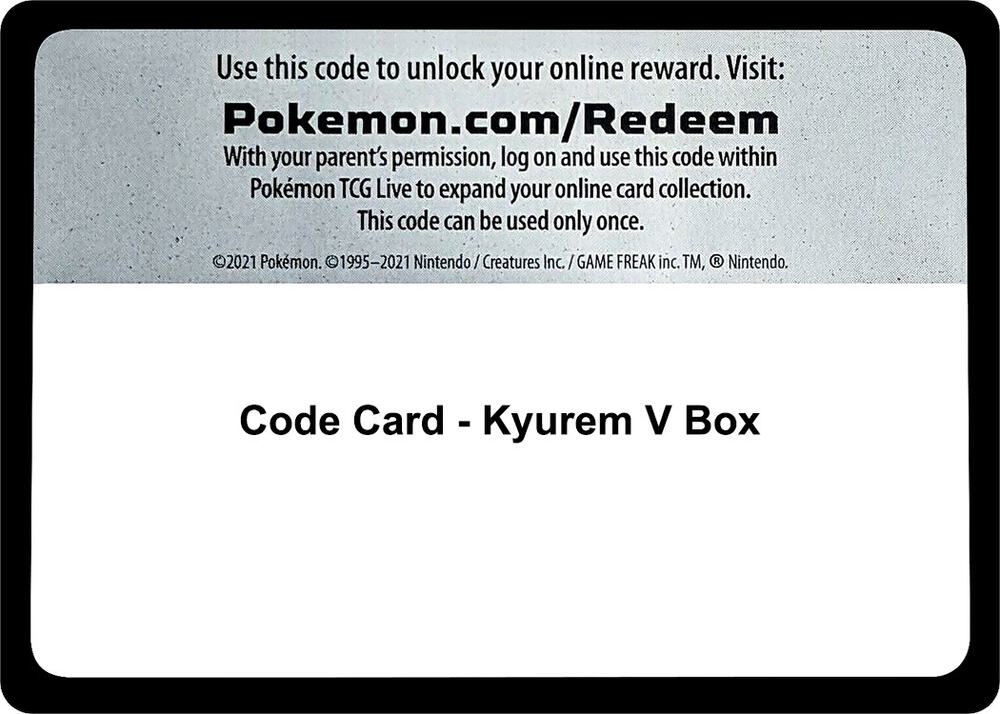 Use this code to unlock your online reward. Visit:
Pokemon.com/Redeem
With your parent's permission, log on and use this code within
Pokémon TCG Live to expand your online card collection.
This code can be used only once.
©2021 Pokémon. ©1995–2021 Nintendo / Creatures Inc. / GAME FREAK inc. TM, ® Nintendo.
Code Card - Kyurem V Box